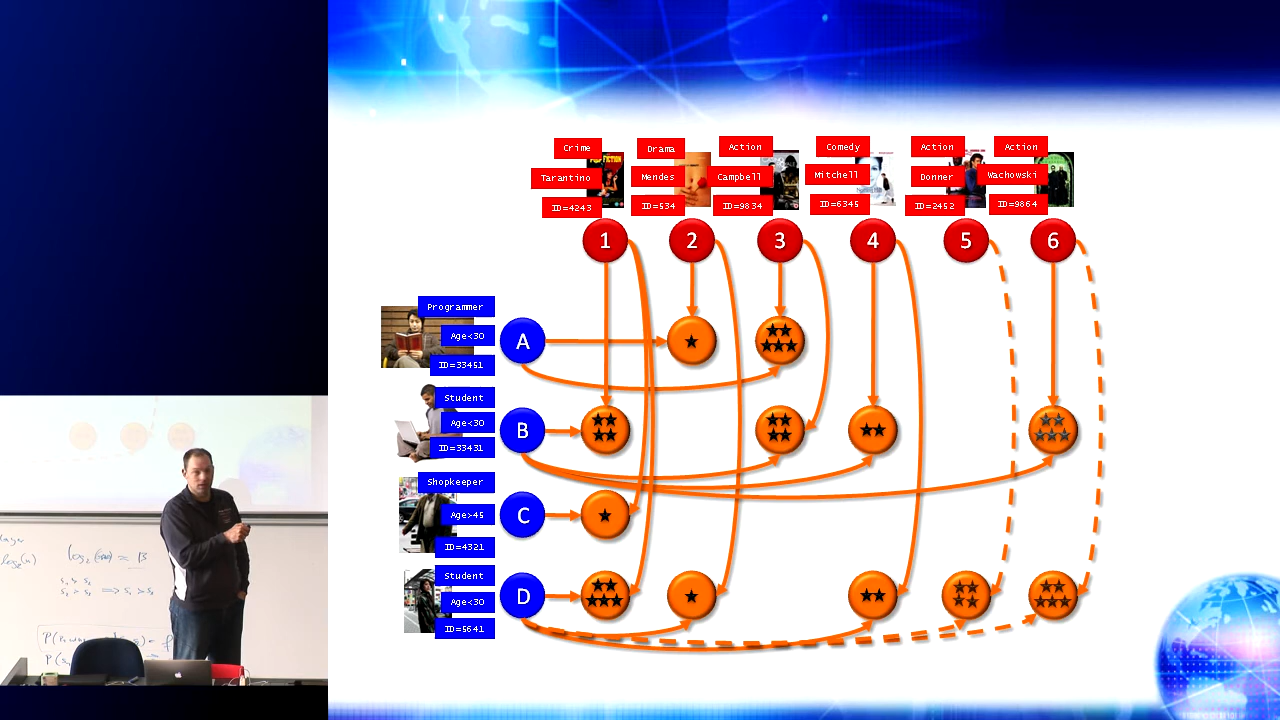 Crime
Drama
Action
Comedy
Action
Action
Tarantino
Mendes
Campbell
Mitchell
Donner
Wachowski
ID=4243
ID=534
ID=9834
ID=6345
ID=2452
ID=9864
1
2
3
4
5
6
Programmer
Age<30
ID=33451
A
Student
Age<30
ID=33431
B
Shopkeeper
Age>45
ID=4321
C
Student
Age<30
ID=5641
D